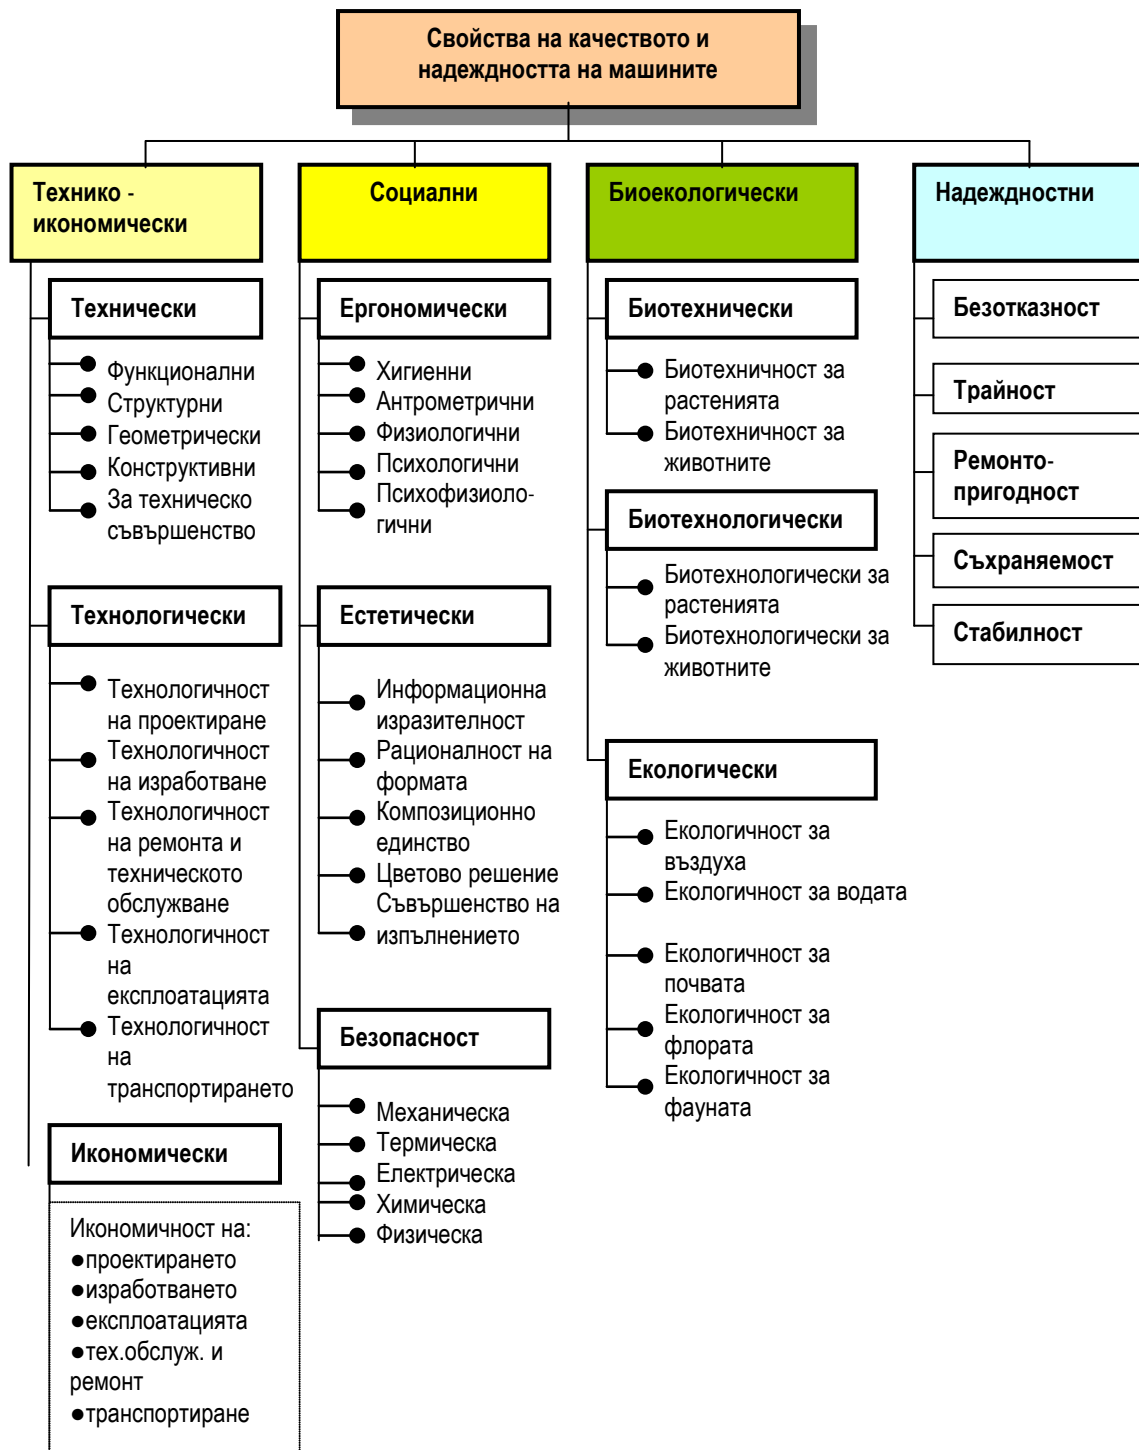 Свойства на качеството и
надеждността на машините
Технико -
икономически
Технически
Функционални
Структурни
Геометрически
Конструктивни
За техническо
съвършенство
Технологически
Технологичност
на проектиране
Технологичност
на изработване
Технологичност
на ремонта и
техническото
обслужване
Технологичност
на
експлоатацията
Технологичност
на
транспортирането
Икономически
Икономичност на:
●проектирането
●изработването
●експлоатацията
●тех.обслуж. и
ремонт
●транспортиране
Социални
Ергономически
Хигиенни
Антрометрични
Физиологични
Психологични
Психофизиоло-
гични
Естетически
Информационна
изразителност
Рационалност на
формата
Композиционно
единство
Цветово решение
Съвършенство на
изпълнението
Безопасност
Механическа
Термическа
Електрическа
Химическа
Физическа
Биоекологически
Биотехнически
Биотехничност за
растенията
Биотехничност за
животните
Биотехнологически
Биотехнологически за
растенията
Биотехнологически за
животните
Екологически
Екологичност за
въздуха
Екологичност за водата
Екологичност за
почвата
Екологичност за
флората
Екологичност за
фауната
Надеждностни
Безотказност
Трайност
Ремонто-
пригодност
Съхраняемост
Стабилност